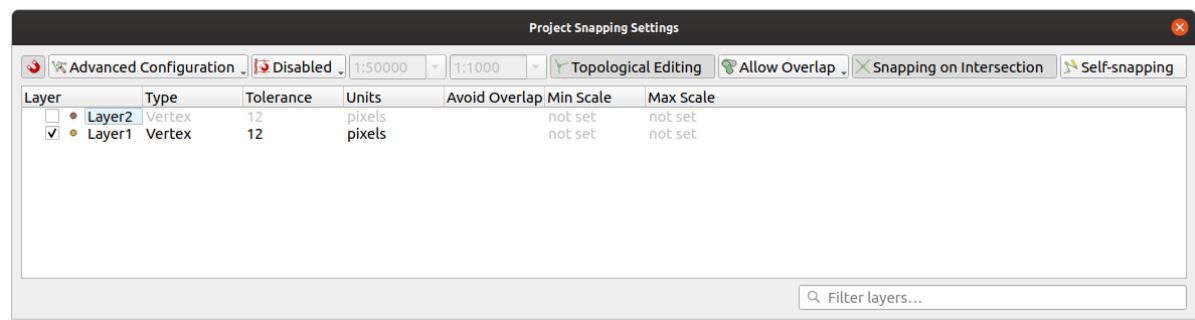 Project Snapping Settings
Advanced Configuration Disabled 1:50000 1:1000 Topological Editing Allow Overlap Snapping on Intersection Self-snapping
Layer Type Tolerance Units Avoid Overlap Min Scale Max Scale
Layer2 Vertex 12 pixels not set not set
Layer1 Vertex 12 pixels not set not set
Filter layers...